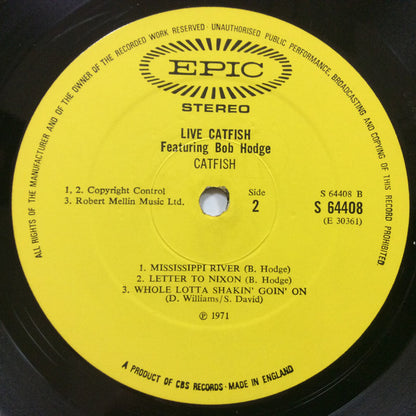 ALL RIGHTS OF THE MANUFACTURER AND OF THE OWNER OF THE RECORDED WORK RESERVED · UNAUTHORISED PUBLIC PERFORMANCE, BROADCASTING AND COPYING OF THIS RECORD PROHIBITED
EPIC
STEREO
LIVE CATFISH
Featuring Bob Hodge
CATFISH
1, 2. Copyright Control
3. Robert Mellin Music Ltd.
Side
2
S 64408 B
S 64408
(E 30361)
1. MISSISSIPPI RIVER (B. Hodge)
2. LETTER TO NIXON (B. Hodge)
3. WHOLE LOTTA SHAKIN' GOIN' ON
(D. Williams/S. David)
℗ 1971
A PRODUCT OF CBS RECORDS · MADE IN ENGLAND